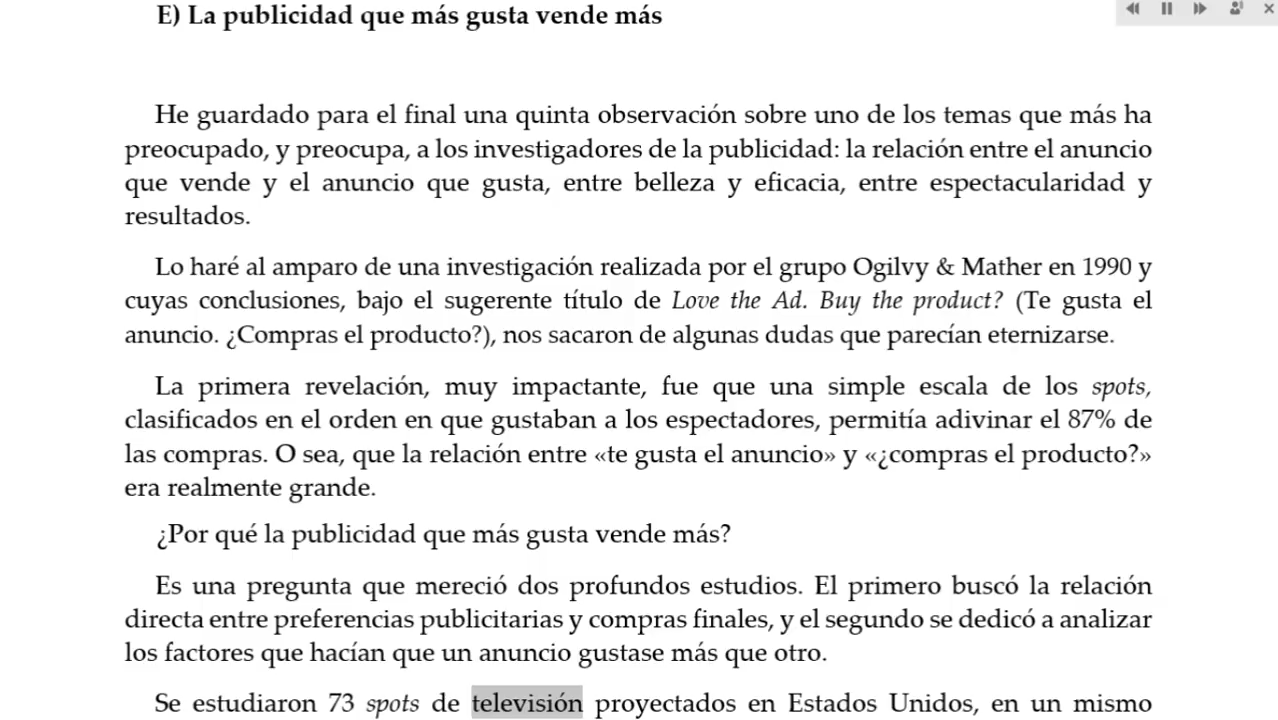 E) La publicidad que más gusta vende más
He guardado para el final una quinta observación sobre uno de los temas que más ha
preocupado, y preocupa, a los investigadores de la publicidad: la relación entre el anuncio
que vende y el anuncio que gusta, entre belleza y eficacia, entre espectacularidad y
resultados.
Lo haré al amparo de una investigación realizada por el grupo Ogilvy & Mather en 1990 y
cuyas conclusiones, bajo el sugerente título de Love the Ad. Buy the product? (Te gusta el
anuncio. ¿Compras el producto?), nos sacaron de algunas dudas que parecían eternizarse.
La primera revelación, muy impactante, fue que una simple escala de los spots,
clasificados en el orden en que gustaban a los espectadores, permitía adivinar el 87% de
las compras. O sea, que la relación entre «te gusta el anuncio» y «¿compras el producto?»
era realmente grande.
¿Por qué la publicidad que más gusta vende más?
Es una pregunta que mereció dos profundos estudios. El primero buscó la relación
directa entre preferencias publicitarias y compras finales, y el segundo se dedicó a analizar
los factores que hacían que un anuncio gustase más que otro.
Se estudiaron 73 spots de televisión proyectados en Estados Unidos, en un mismo